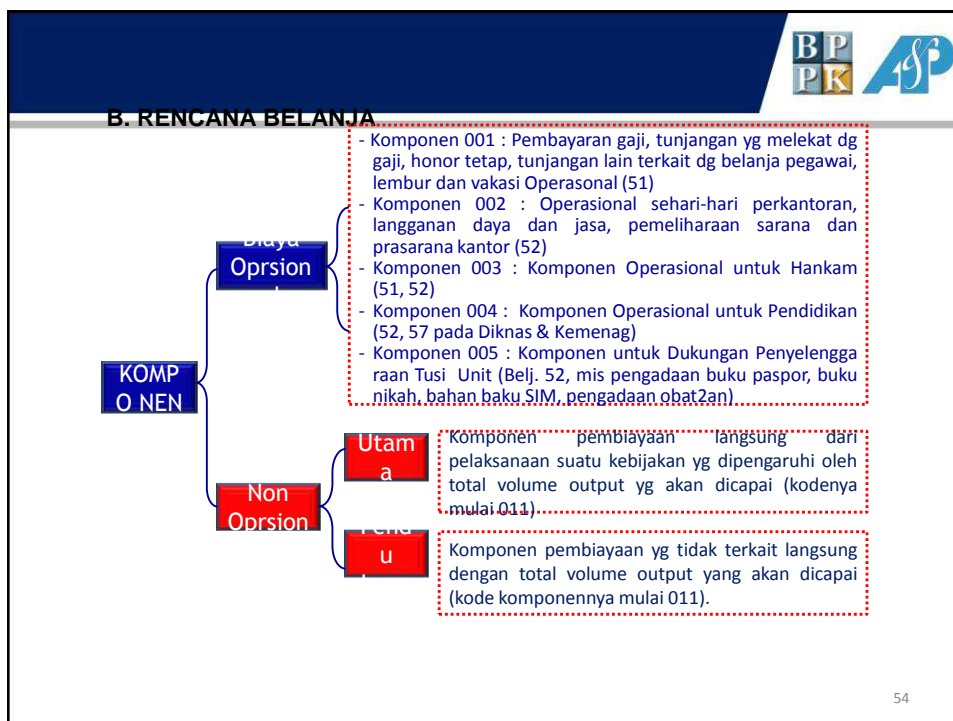 BP
PK
A&P
B. RENCANA BELANJA
- Komponen 001 : Pembayaran gaji, tunjangan yg melekat dg
gaji, honor tetap, tunjangan lain terkait dg belanja pegawai,
lembur dan vakasi Operasonal (51)
- Komponen 002 : Operasional sehari-hari perkantoran,
langganan daya dan jasa, pemeliharaan sarana dan
prasarana kantor (52)
- Komponen 003 : Komponen Operasional untuk Hankam
(51, 52)
- Komponen 004 : Komponen Operasional untuk Pendidikan
(52, 57 pada Diknas & Kemenag)
- Komponen 005 : Komponen untuk Dukungan Penyelengga
raan Tusi Unit (Belj. 52, mis pengadaan buku paspor, buku
nikah, bahan baku SIM, pengadaan obat2an)
Biaya
Oprsion
KOMP
O NEN
Utam
a
Komponen pembiayaan langsung dari
pelaksanaan suatu kebijakan yg dipengaruhi oleh
total volume output yg akan dicapai (kodenya
mulai 011)
Non
Oprsion
u
Komponen pembiayaan yg tidak terkait langsung
dengan total volume output yang akan dicapai
(kode komponennya mulai 011).
54